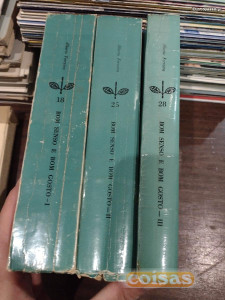 18
BOM SENSO E BOM GOSTO - I
25
BOM SENSO E BOM GOSTO - II
28
BOM SENSO E BOM GOSTO - III
coisas